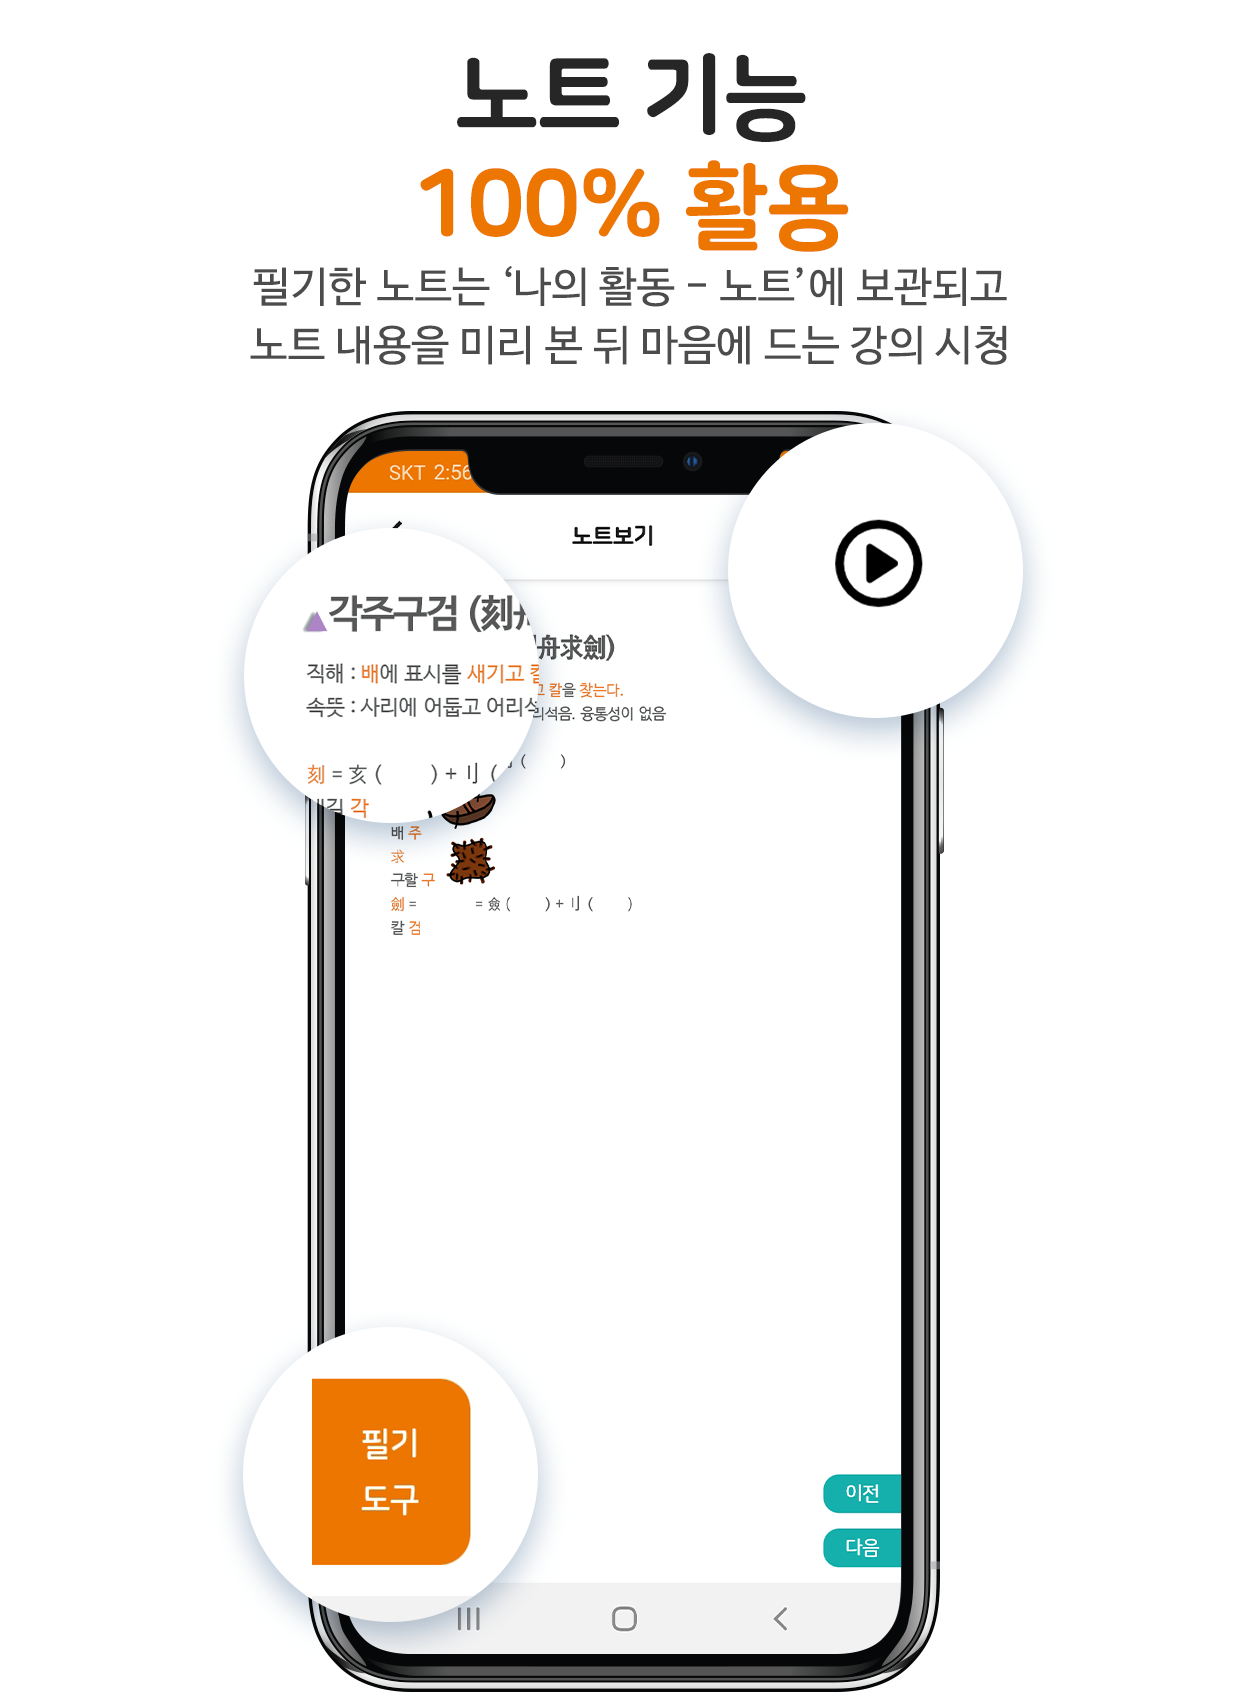 노트 기능
100% 활용
필기한 노트는 ‘나의 활동 – 노트’에 보관되고
노트 내용을 미리 본 뒤 마음에 드는 강의 시청
SKT 2:56
노트보기
▲각주구검 (刻
舟求劍)
직해 : 배에 표시를 새기고
칼을 찾는다.
속뜻 : 사리에 어둡고 어리석
리석음. 융통성이 없음
刻 = 亥 (      ) + 刂 (
(      )
각
배 주
求
구할 구
劍 =      = 僉 (      ) + 刂 (      )
칼 검
필기
도구
이전
다음